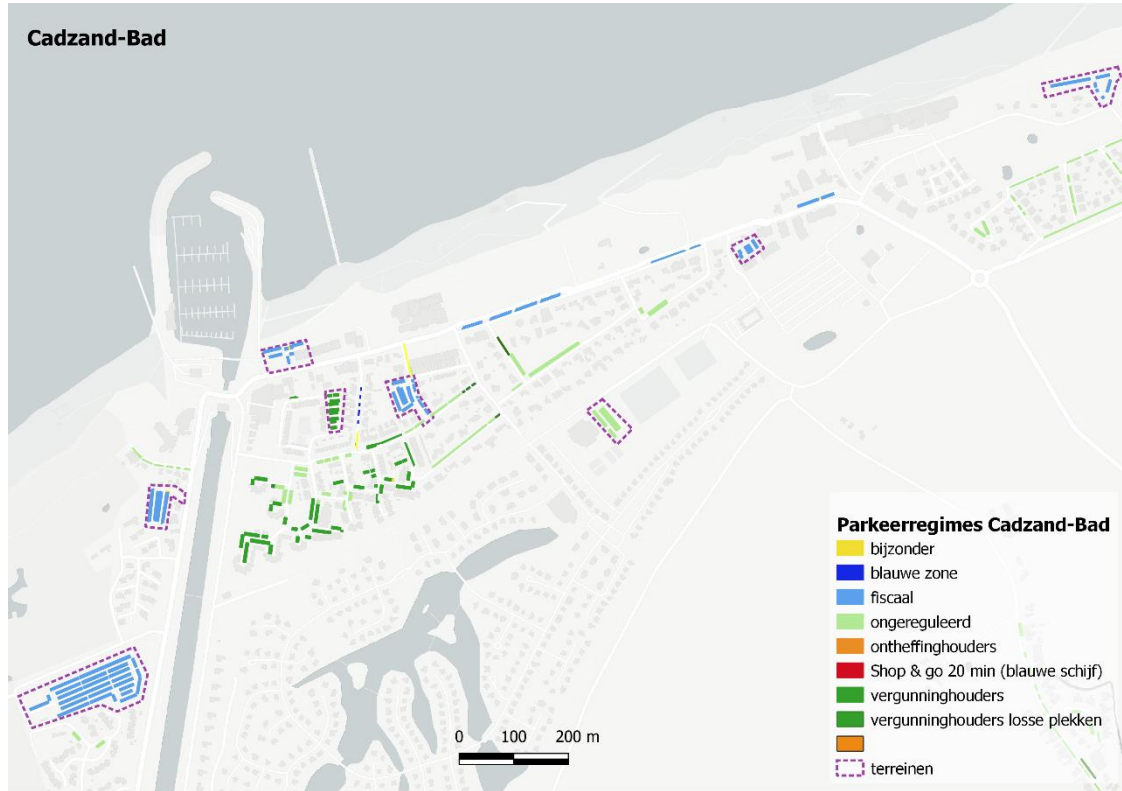 Cadzand-Bad
Parkeerregimes Cadzand-Bad
bijzonder
blauwe zone
fiscaal
ongereguleerd
ontheffinghouders
Shop & go 20 min (blauwe schijf)
vergunninghouders
vergunninghouders losse plekken
terreinen
0 100 200 m